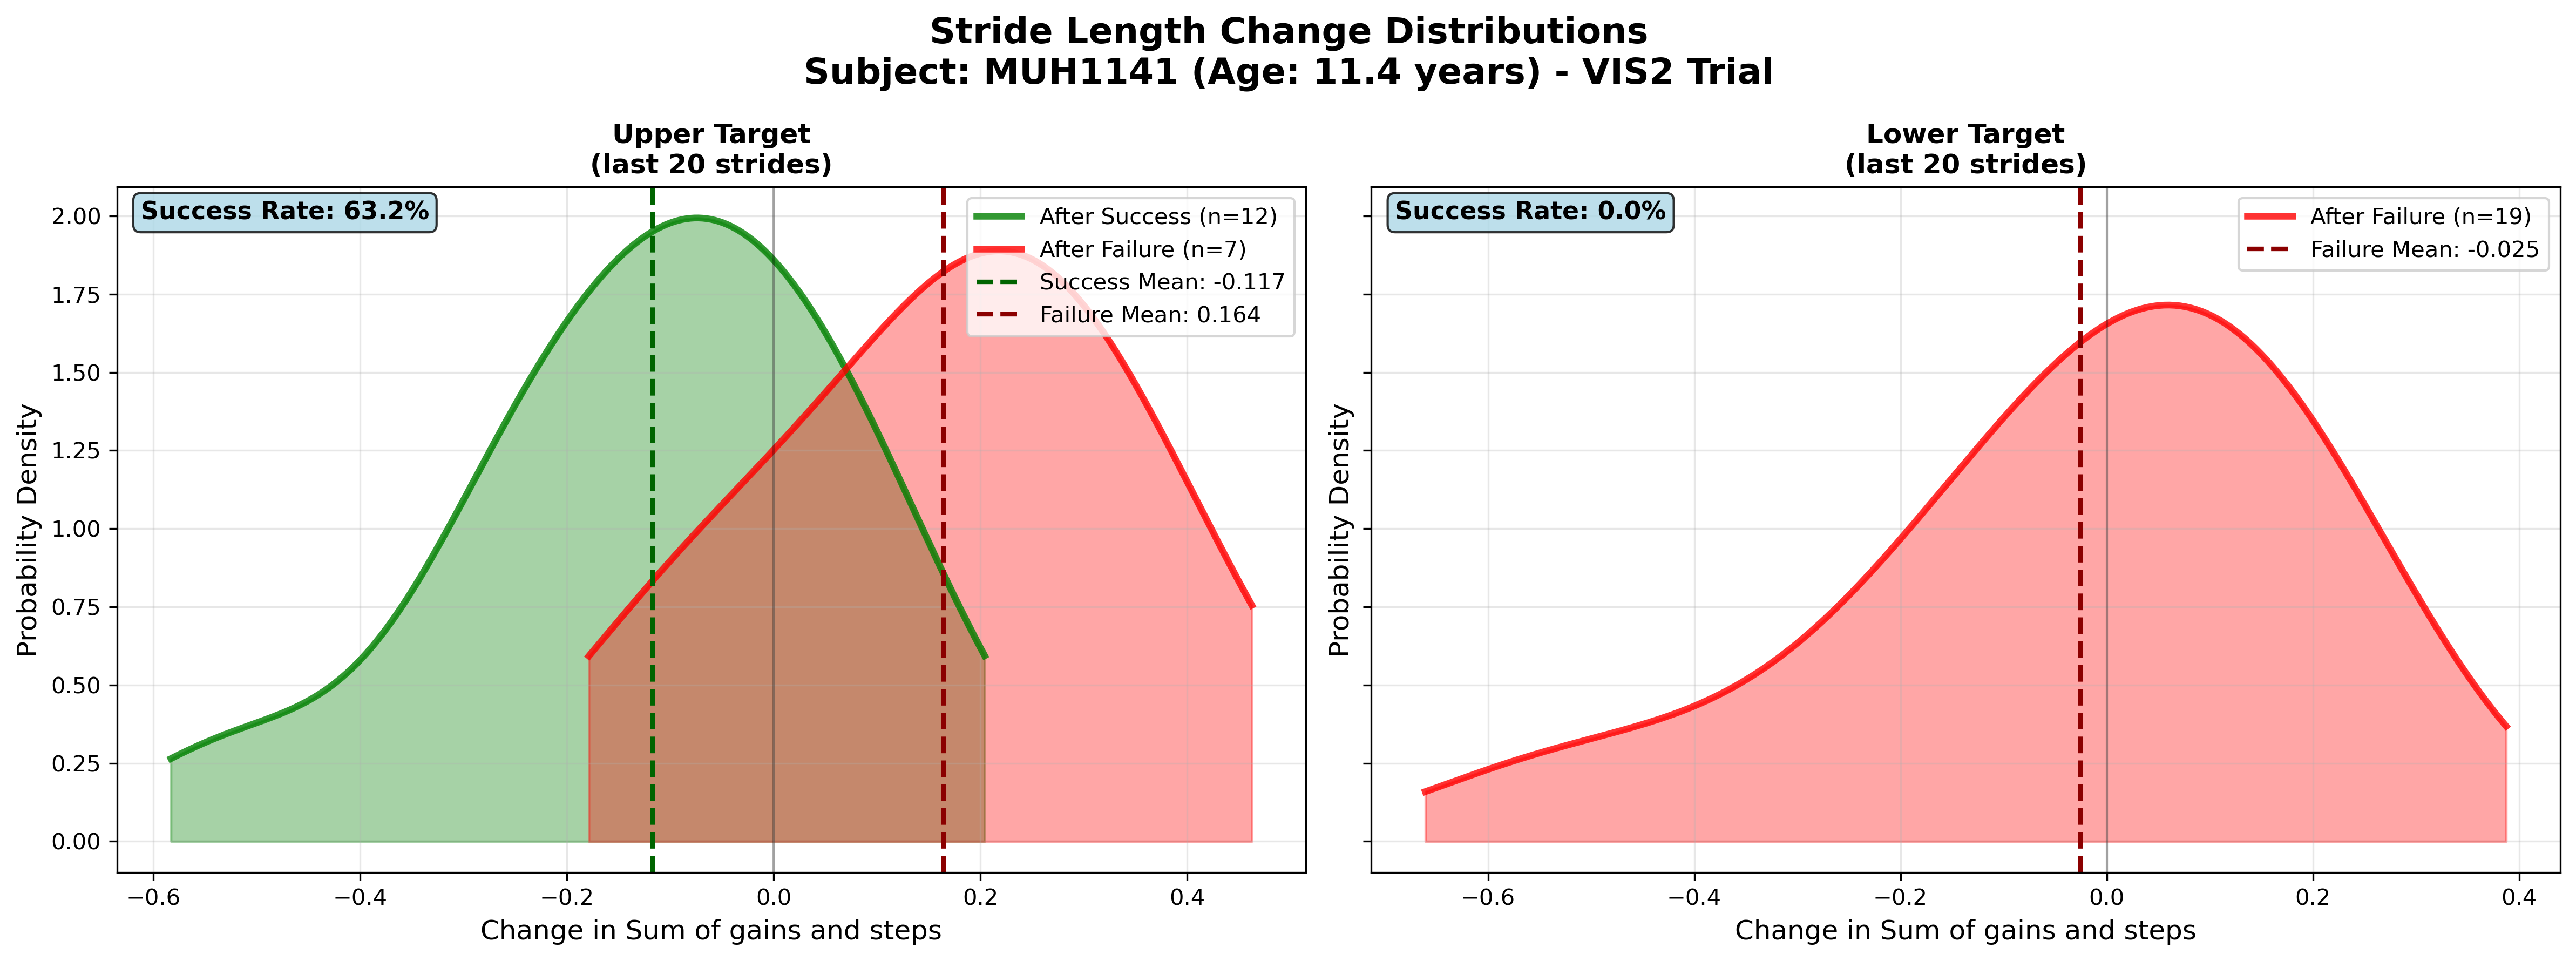 Stride Length Change Distributions
Subject: MUH1141 (Age: 11.4 years) - VIS2 Trial
Upper Target
(last 20 strides)
Success Rate: 63.2%
After Success (n=12)
After Failure (n=7)
Success Mean: -0.117
Failure Mean: 0.164
Probability Density
2.00
1.75
1.50
1.25
1.00
0.75
0.50
0.25
0.00
−0.6
−0.4
−0.2
0.0
0.2
0.4
Change in Sum of gains and steps
Lower Target
(last 20 strides)
Success Rate: 0.0%
After Failure (n=19)
Failure Mean: -0.025
Probability Density
−0.6
−0.4
−0.2
0.0
0.2
0.4
Change in Sum of gains and steps